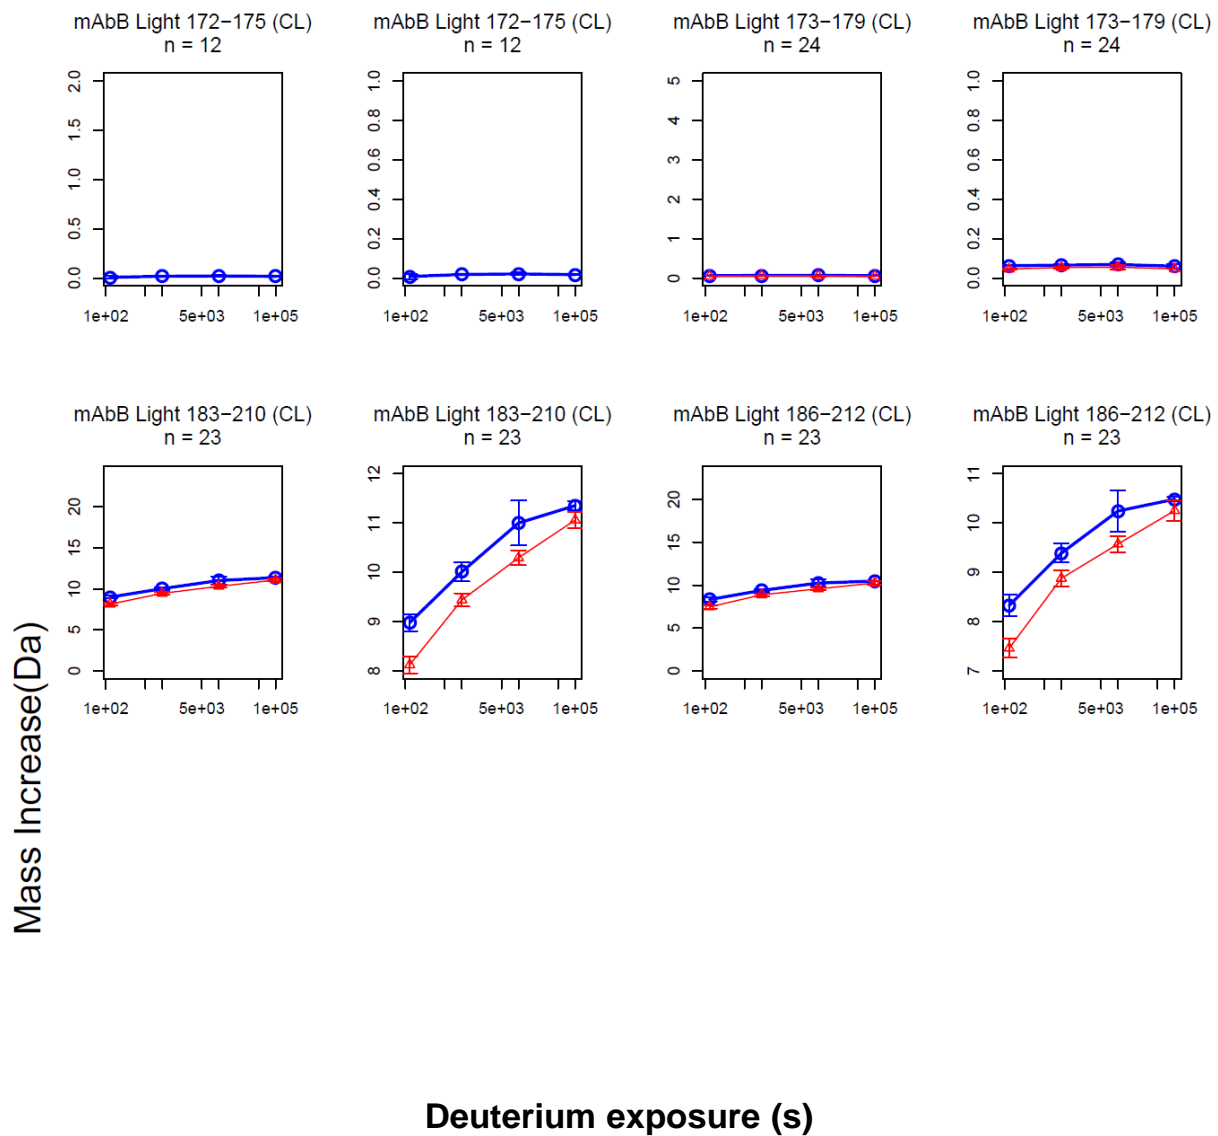 mAbB Light 172−175 (CL)
n = 12
2.0
1.5
1.0
0.5
0.0
1e+02 5e+03 1e+05
mAbB Light 172−175 (CL)
n = 12
1.0
0.8
0.6
0.4
0.2
0.0
1e+02 5e+03 1e+05
mAbB Light 173−179 (CL)
n = 24
5
4
3
2
1
0
1e+02 5e+03 1e+05
mAbB Light 173−179 (CL)
n = 24
1.0
0.8
0.6
0.4
0.2
0.0
1e+02 5e+03 1e+05
mAbB Light 183−210 (CL)
n = 23
20
15
10
5
0
1e+02 5e+03 1e+05
mAbB Light 183−210 (CL)
n = 23
12
11
10
9
8
1e+02 5e+03 1e+05
mAbB Light 186−212 (CL)
n = 23
20
15
10
5
0
1e+02 5e+03 1e+05
mAbB Light 186−212 (CL)
n = 23
11
10
9
8
7
1e+02 5e+03 1e+05
Mass Increase(Da)
Deuterium exposure (s)